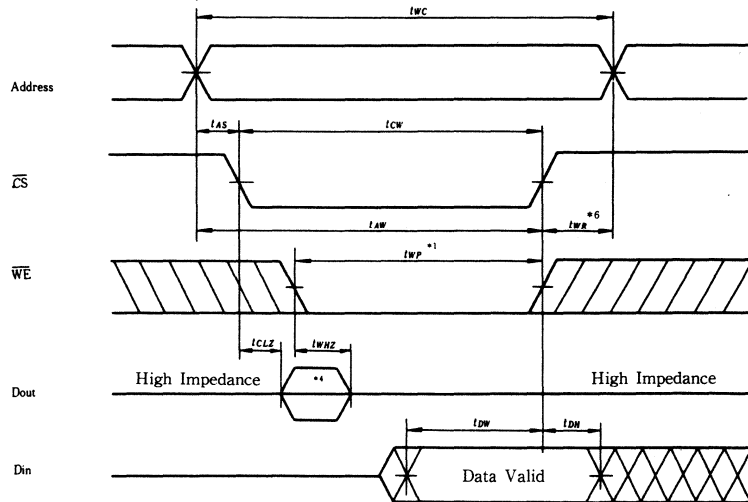 tWC
Address
tAS tCW
CS
tAW tWR *6
WE
tWP *1
tCLZ tWHZ
Dout
High Impedance *4 High Impedance
tDW tDH
Din
Data Valid